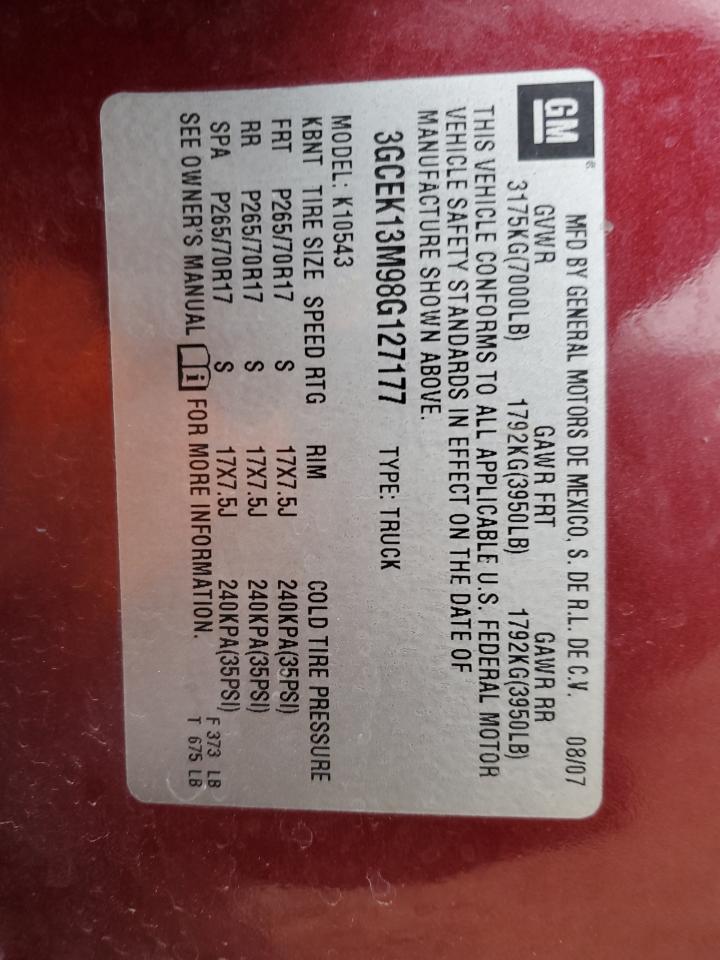 GM®
MFD BY GENERAL MOTORS DE MEXICO, S. DE R.L. DE C.V. 08/07
GVWR GAWR FRT GAWR RR
3175KG(7000LB) 1792KG(3950LB) 1792KG(3950LB)
THIS VEHICLE CONFORMS TO ALL APPLICABLE U.S. FEDERAL MOTOR
VEHICLE SAFETY STANDARDS IN EFFECT ON THE DATE OF
MANUFACTURE SHOWN ABOVE.
3GCEK13M98G127177 TYPE: TRUCK
MODEL: K10543
KBNT TIRE SIZE SPEED RTG RIM COLD TIRE PRESSURE
FRT P265/70R17 S 17X7.5J 240KPA(35PSI)
RR P265/70R17 S 17X7.5J 240KPA(35PSI)
SPA P265/70R17 S 17X7.5J 240KPA(35PSI)
SEE OWNER'S MANUAL i FOR MORE INFORMATION.
F 373 LB
T 675 LB